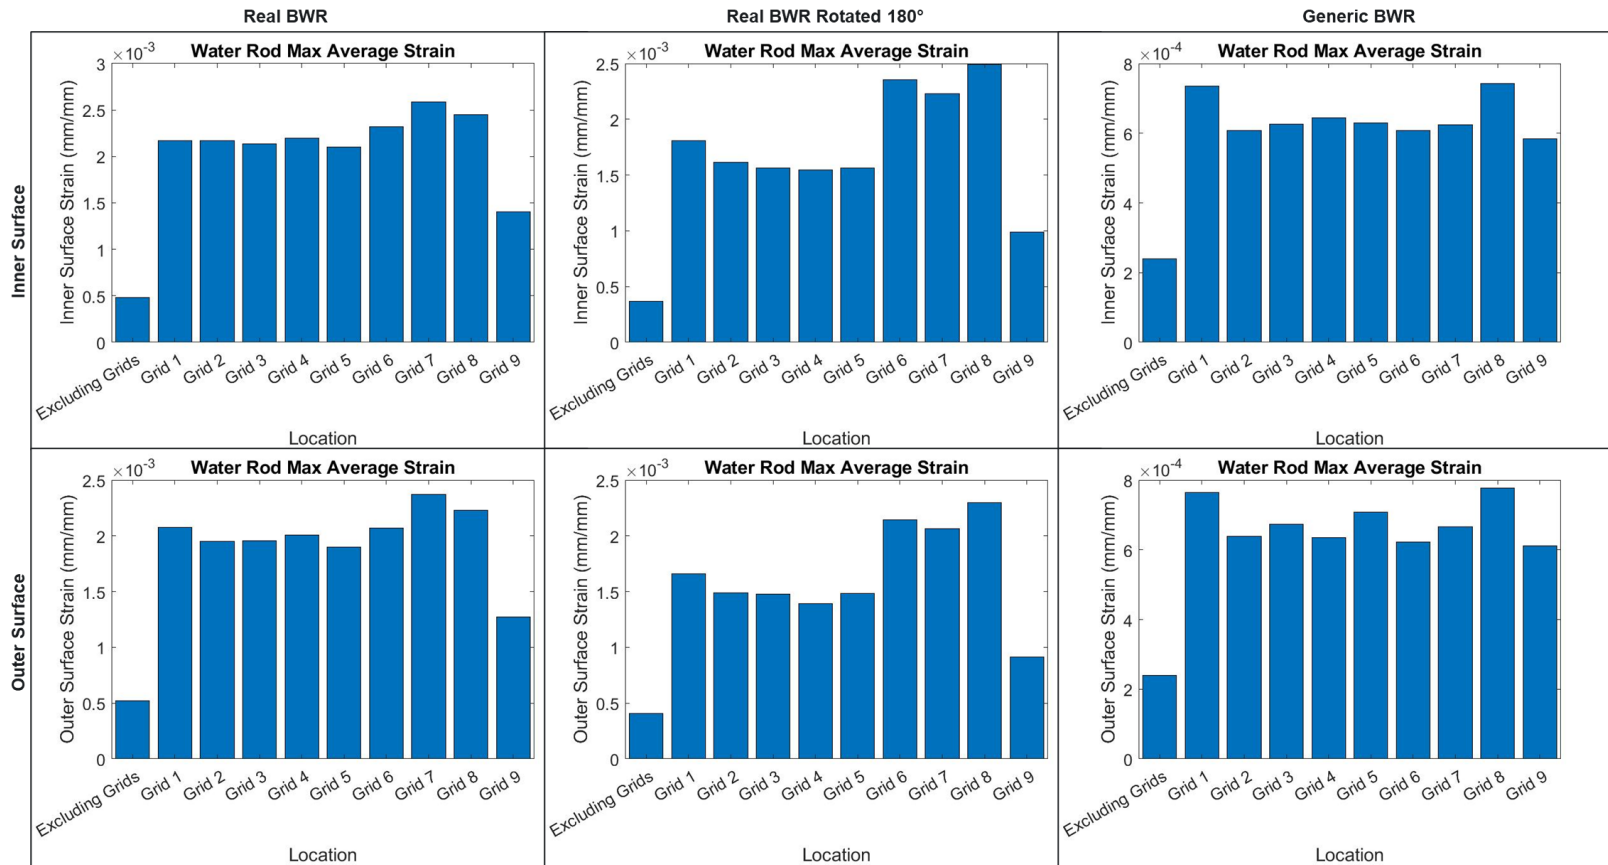 Real BWR
Real BWR Rotated 180°
Generic BWR
Inner Surface
Water Rod Max Average Strain
×10-3
Inner Surface Strain (mm/mm)
3
2.5
2
1.5
1
0.5
0
Excluding Grids
Grid 1
Grid 2
Grid 3
Grid 4
Grid 5
Grid 6
Grid 7
Grid 8
Grid 9
Location
Water Rod Max Average Strain
×10-3
Inner Surface Strain (mm/mm)
2.5
2
1.5
1
0.5
0
Excluding Grids
Grid 1
Grid 2
Grid 3
Grid 4
Grid 5
Grid 6
Grid 7
Grid 8
Grid 9
Location
Water Rod Max Average Strain
×10-4
Inner Surface Strain (mm/mm)
8
6
4
2
0
Excluding Grids
Grid 1
Grid 2
Grid 3
Grid 4
Grid 5
Grid 6
Grid 7
Grid 8
Grid 9
Location
Outer Surface
Water Rod Max Average Strain
×10-3
Outer Surface Strain (mm/mm)
2.5
2
1.5
1
0.5
0
Excluding Grids
Grid 1
Grid 2
Grid 3
Grid 4
Grid 5
Grid 6
Grid 7
Grid 8
Grid 9
Location
Water Rod Max Average Strain
×10-3
Outer Surface Strain (mm/mm)
2.5
2
1.5
1
0.5
0
Excluding Grids
Grid 1
Grid 2
Grid 3
Grid 4
Grid 5
Grid 6
Grid 7
Grid 8
Grid 9
Location
Water Rod Max Average Strain
×10-4
Outer Surface Strain (mm/mm)
8
6
4
2
0
Excluding Grids
Grid 1
Grid 2
Grid 3
Grid 4
Grid 5
Grid 6
Grid 7
Grid 8
Grid 9
Location